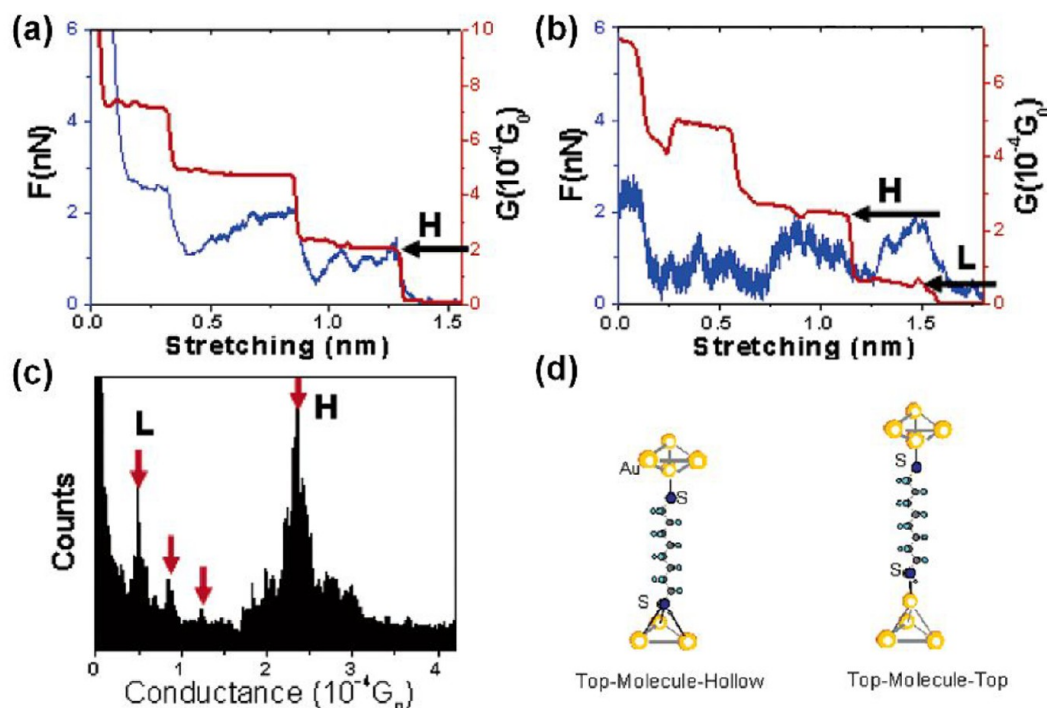 (a)
6
4
2
0
F(nN)
10
8
6
4
2
0
G(10⁻⁴G₀)
H
0.0 0.5 1.0 1.5
Stretching (nm)
(b)
6
4
2
0
F(nN)
6
4
2
0
G(10⁻⁴G₀)
H
L
0.0 0.5 1.0 1.5
Stretching (nm)
(c)
L
H
Counts
0 1 2 3 4
Conductance (10⁻⁴G₀)
(d)
Au
S
S
S
S
Top-Molecule-Hollow
Top-Molecule-Top